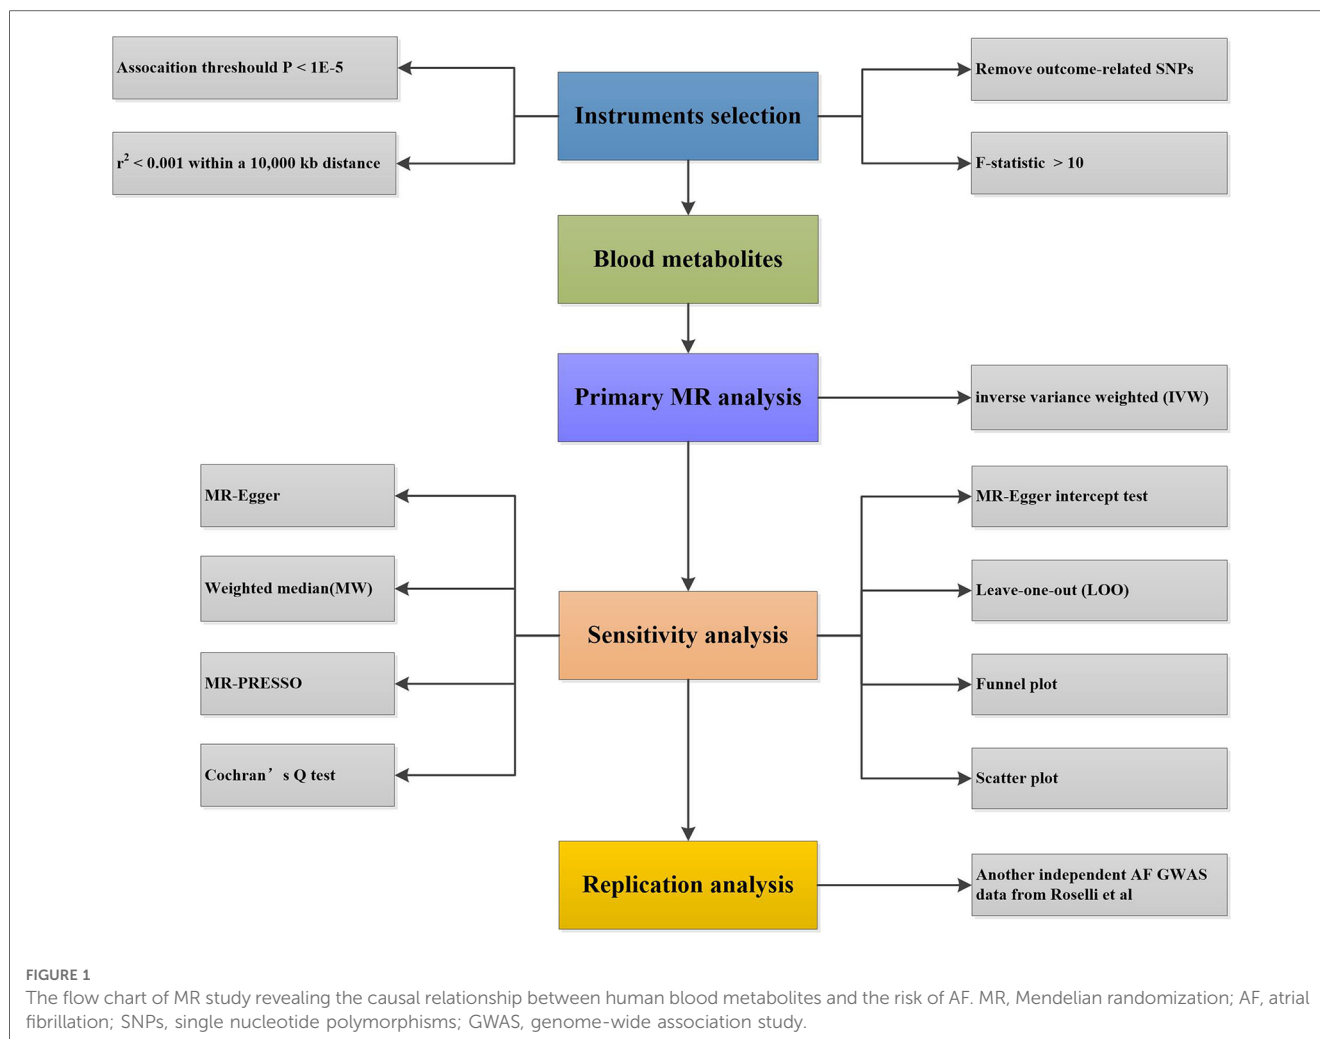 Assocaition threshould P < 1E-5
r² < 0.001 within a 10,000 kb distance
Instruments selection
Remove outcome-related SNPs
F-statistic > 10
Blood metabolites
Primary MR analysis
inverse variance weighted (IVW)
MR-Egger
Weighted median(MW)
MR-PRESSO
Cochran’s Q test
Sensitivity analysis
MR-Egger intercept test
Leave-one-out (LOO)
Funnel plot
Scatter plot
Replication analysis
Another independent AF GWAS
data from Roselli et al
FIGURE 1
The flow chart of MR study revealing the causal relationship between human blood metabolites and the risk of AF. MR, Mendelian randomization; AF, atrial
fibrillation; SNPs, single nucleotide polymorphisms; GWAS, genome-wide association study.